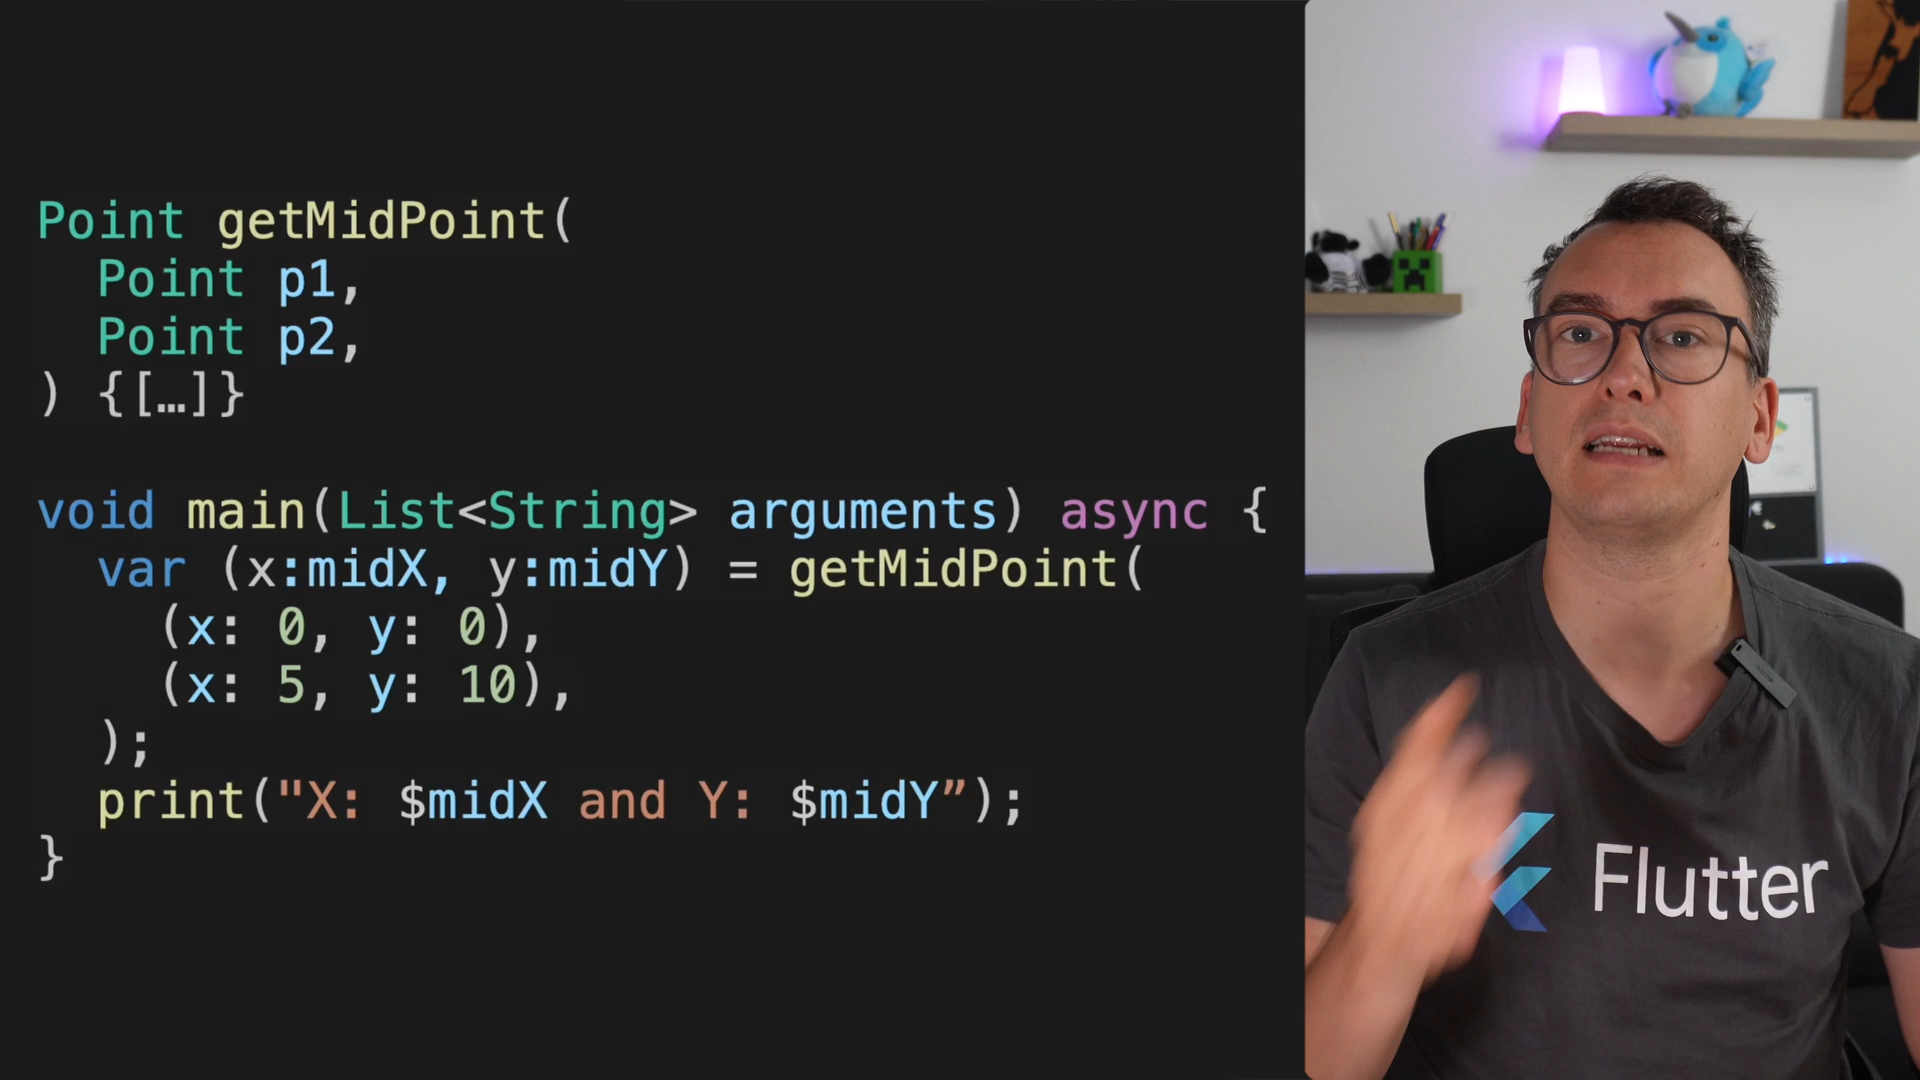 Point getMidPoint(
  Point p1,
  Point p2,
) {[…]}
void main(List<String> arguments) async {
  var (x:midX, y:midY) = getMidPoint(
    (x: 0, y: 0),
    (x: 5, y: 10),
  );
  print("X: $midX and Y: $midY”);
}
Flutter